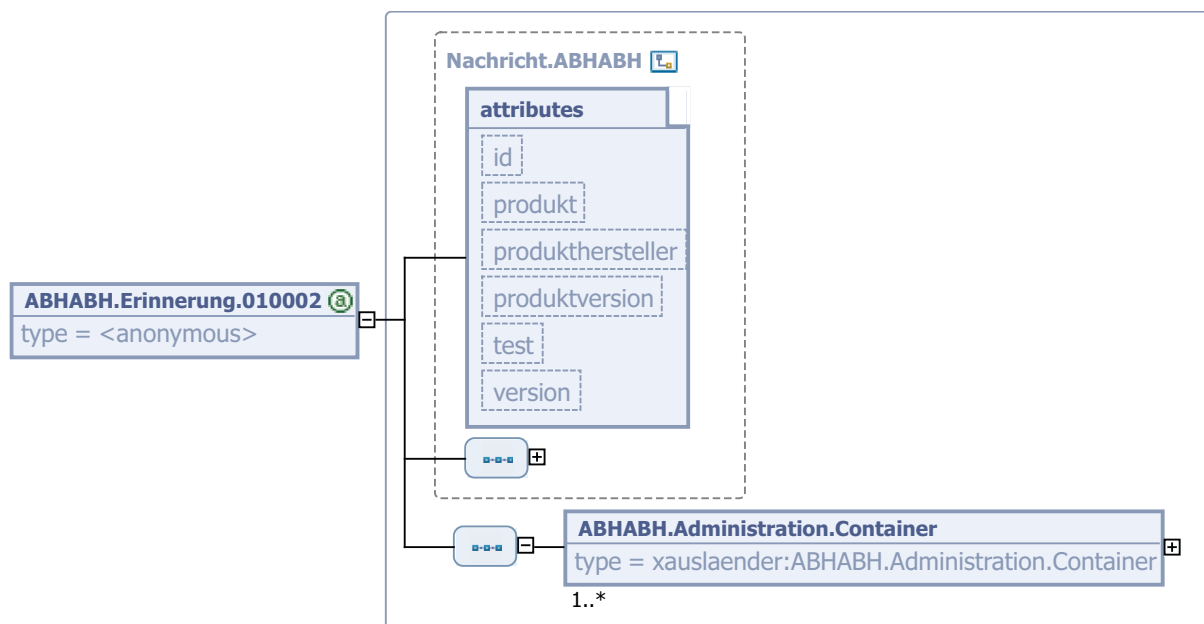 Nachricht.ABHABH
attributes
id
produkt
produkthersteller
produktversion
test
version
ABHABH.Erinnerung.010002 a
type = <anonymous>
ABHABH.Administration.Container
type = xauslaender:ABHABH.Administration.Container
1..*